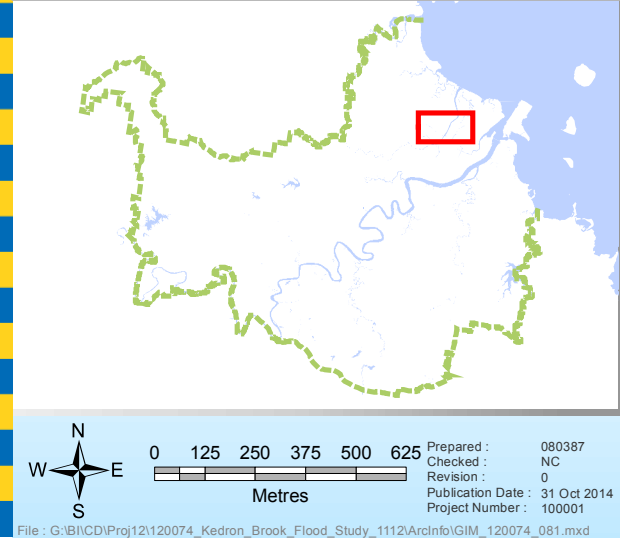 N
W E
S
0 125 250 375 500 625
Metres
Prepared : 080387
Checked : NC
Revision : 0
Publication Date : 31 Oct 2014
Project Number : 100001
File : G:\BI\CD\Proj12\120074_Kedron_Brook_Flood_Study_1112\ArcInfo\GIM_120074_081.mxd